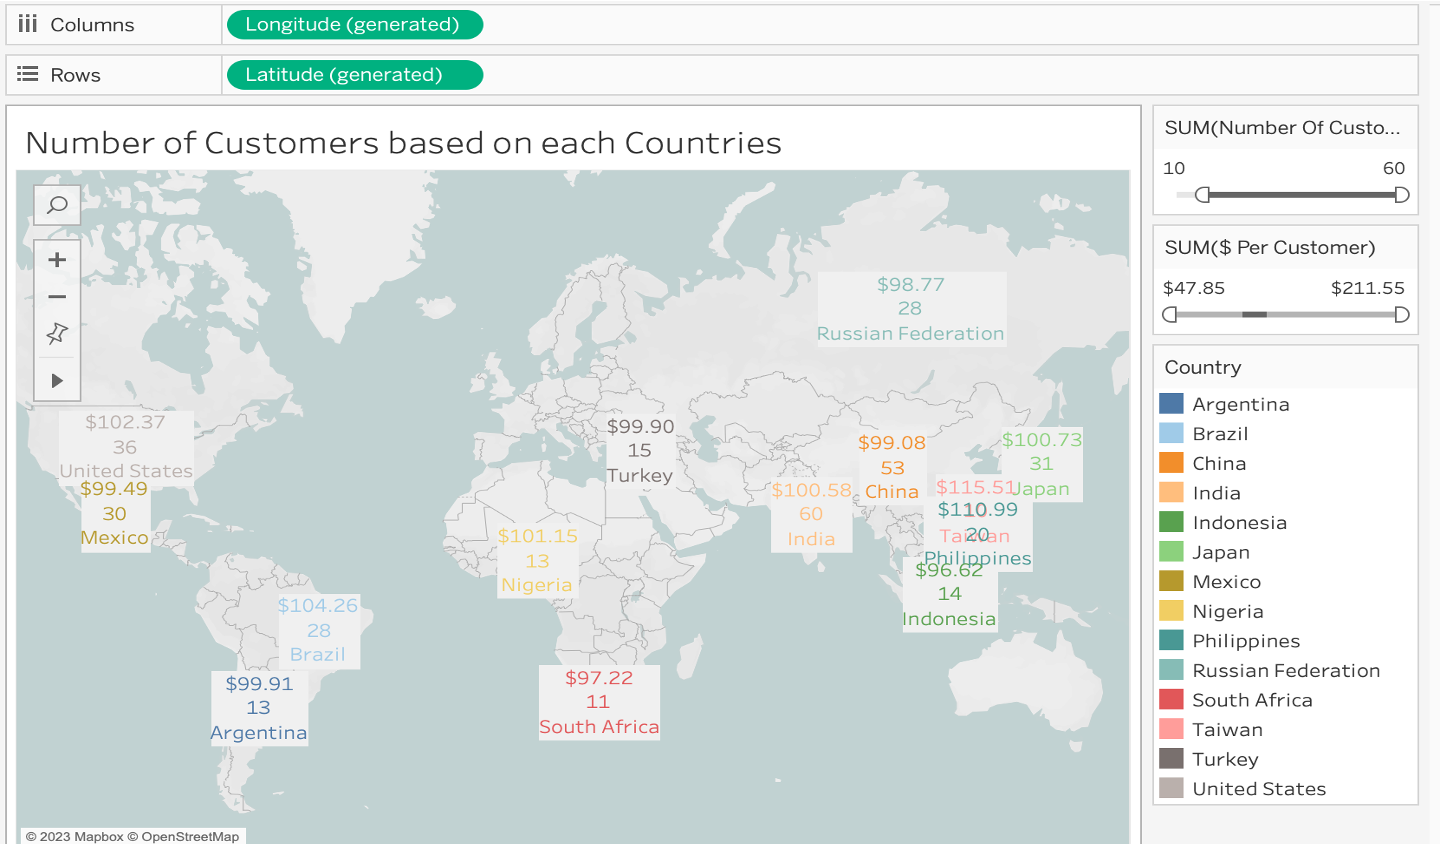 Columns
Longitude (generated)
Rows
Latitude (generated)
Number of Customers based on each Countries
$98.77
28
Russian Federation
$102.37
36
United States
$99.49
30
Mexico
$99.90
15
Turkey
$99.08
53
China
$100.73
31
Japan
$100.58
60
India
$115.51
Taiwan
$110.99
20
Philippines
$96.62
14
Indonesia
$101.15
13
Nigeria
$104.26
28
Brazil
$99.91
13
Argentina
$97.22
11
South Africa
© 2023 Mapbox © OpenStreetMap
SUM(Number Of Custo...
10 60
SUM($ Per Customer)
$47.85 $211.55
Country
Argentina
Brazil
China
India
Indonesia
Japan
Mexico
Nigeria
Philippines
Russian Federation
South Africa
Taiwan
Turkey
United States